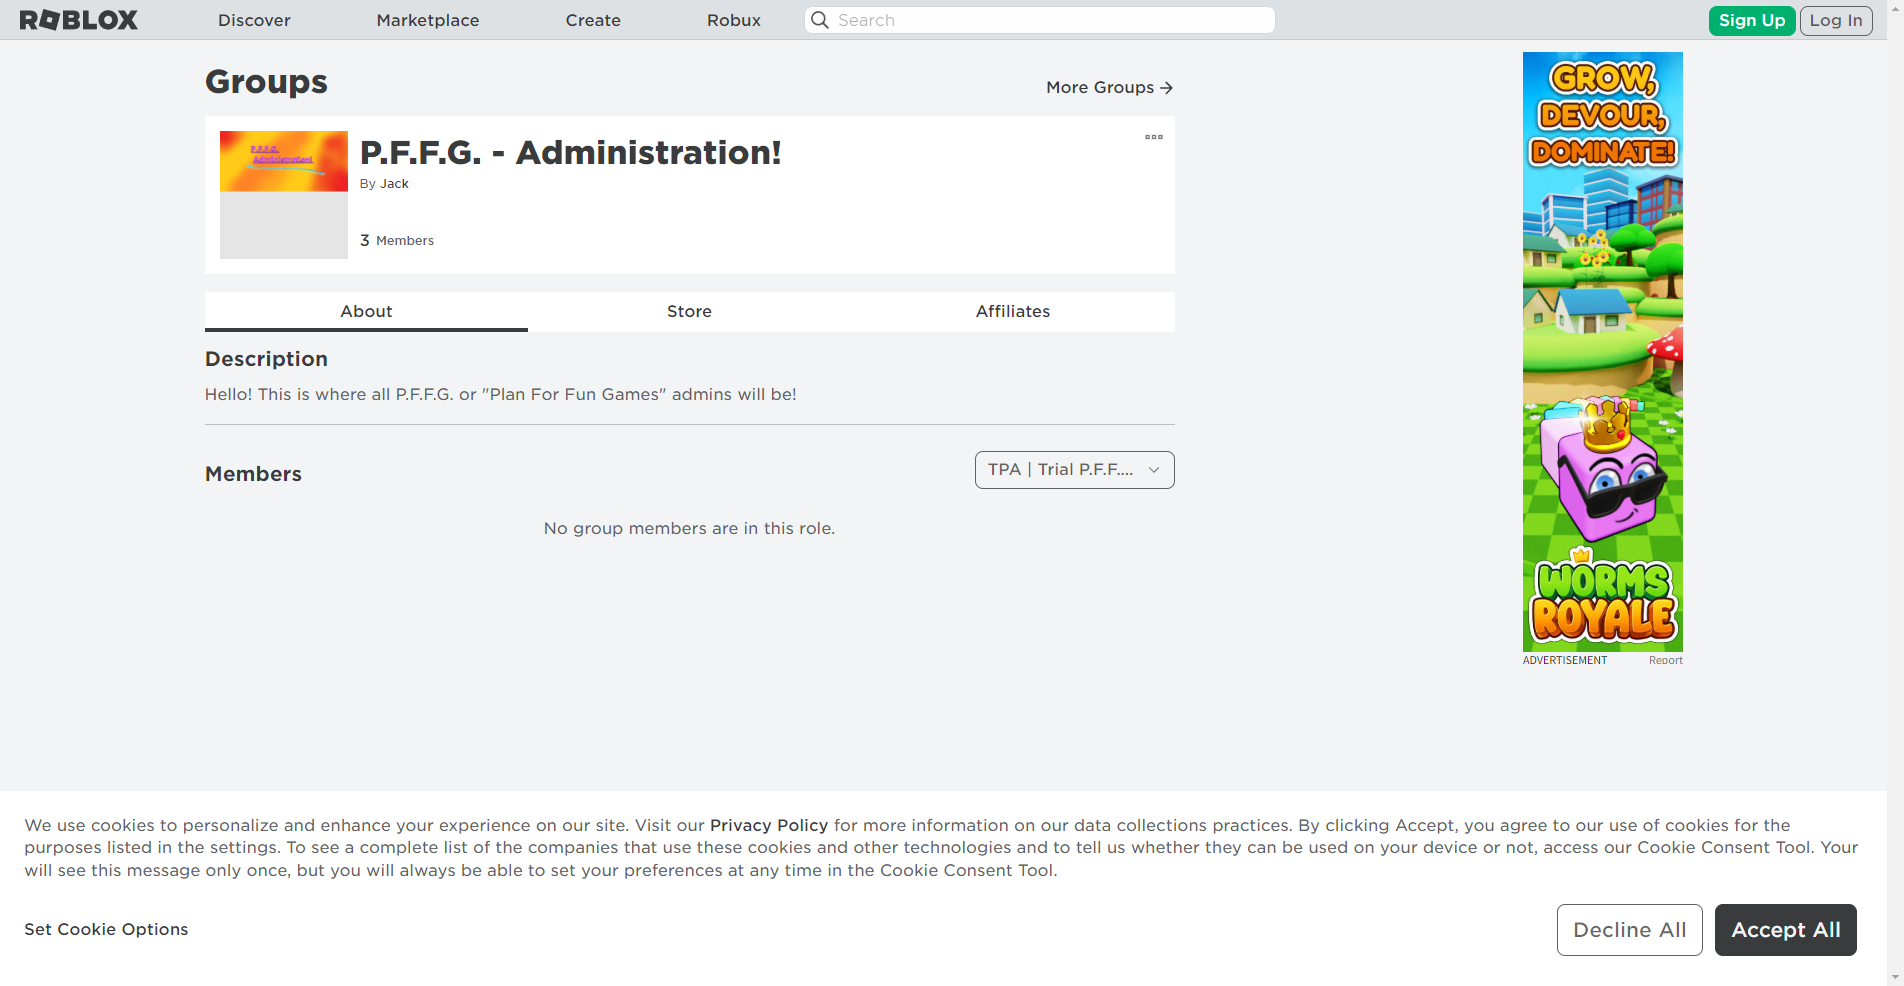 ROBLOX
Discover
Marketplace
Create
Robux
Search
Sign Up
Log In
Groups
More Groups
P.F.F.G.
Administration!
P.F.F.G. - Administration!
By Jack
3 Members
About
Store
Affiliates
Description
Hello! This is where all P.F.F.G. or "Plan For Fun Games" admins will be!
Members
TPA | Trial P.F.F....
No group members are in this role.
GROW,
DEVOUR,
DOMINATE!
WORMS
ROYALE
ADVERTISEMENT
Report
We use cookies to personalize and enhance your experience on our site. Visit our Privacy Policy for more information on our data collections practices. By clicking Accept, you agree to our use of cookies for the
purposes listed in the settings. To see a complete list of the companies that use these cookies and other technologies and to tell us whether they can be used on your device or not, access our Cookie Consent Tool. Your
will see this message only once, but you will always be able to set your preferences at any time in the Cookie Consent Tool.
Set Cookie Options
Decline All
Accept All